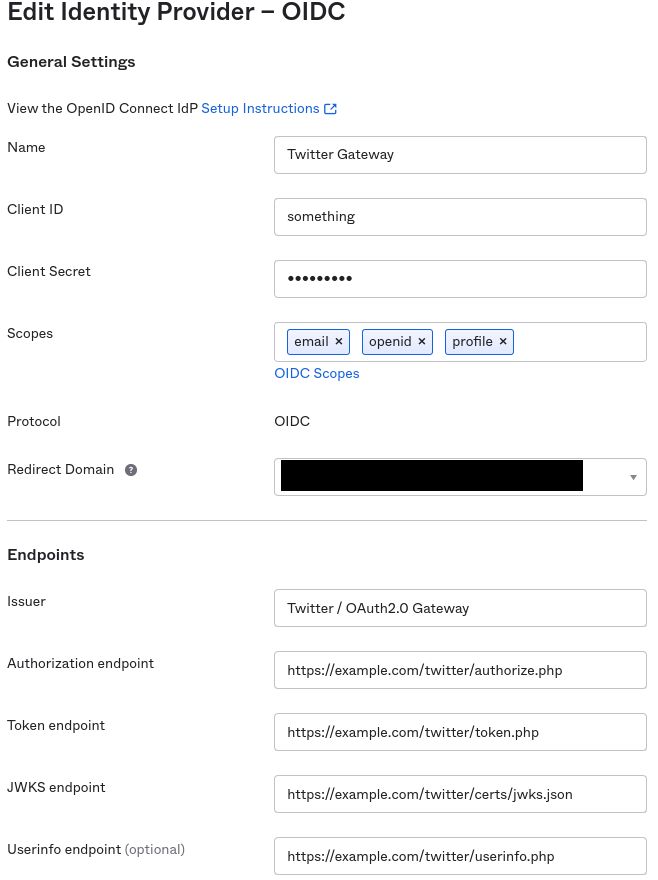 Edit Identity Provider – OIDC
General Settings
View the OpenID Connect IdP Setup Instructions
Name
Twitter Gateway
Client ID
something
Client Secret
•••••••••
Scopes
email × openid × profile ×
OIDC Scopes
Protocol
OIDC
Redirect Domain ?
Endpoints
Issuer
Twitter / OAuth2.0 Gateway
Authorization endpoint
https://example.com/twitter/authorize.php
Token endpoint
https://example.com/twitter/token.php
JWKS endpoint
https://example.com/twitter/certs/jwks.json
Userinfo endpoint (optional)
https://example.com/twitter/userinfo.php